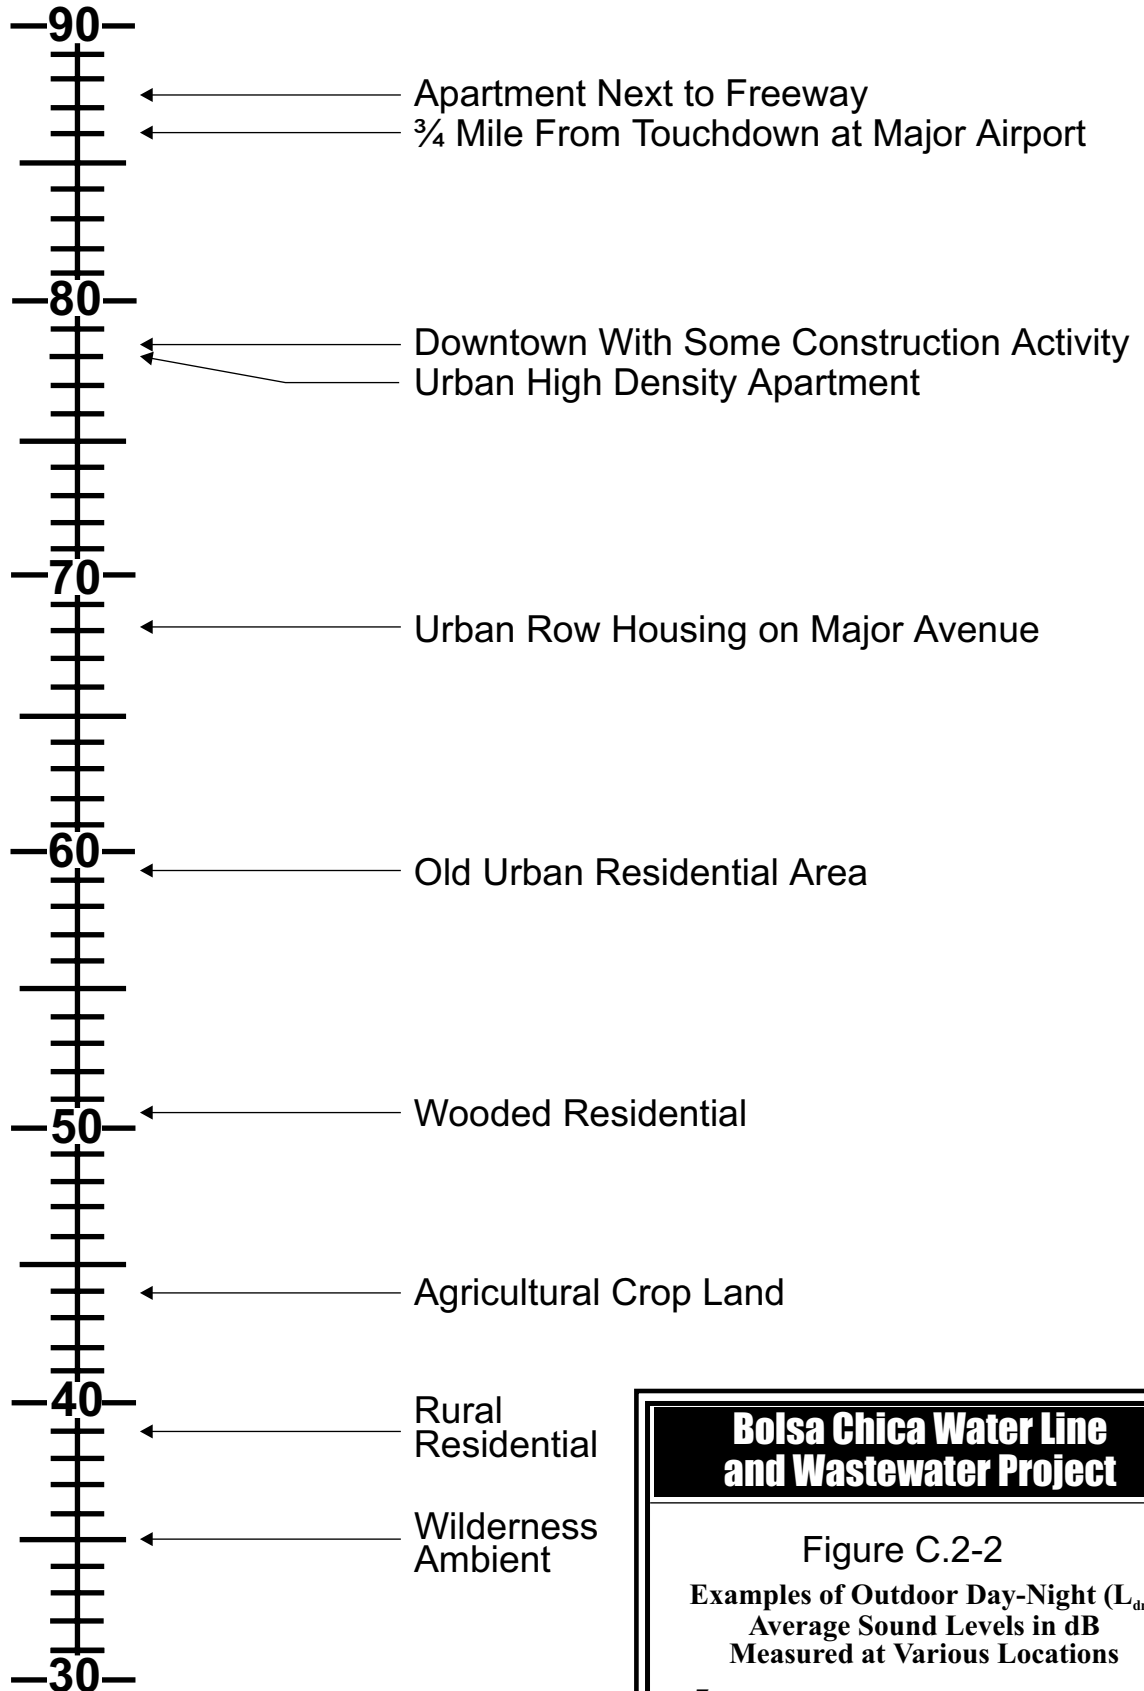 90
Apartment Next to Freeway
¾ Mile From Touchdown at Major Airport
80
Downtown With Some Construction Activity
Urban High Density Apartment
70
Urban Row Housing on Major Avenue
60
Old Urban Residential Area
Wooded Residential
50
Agricultural Crop Land
40
Rural
Residential
Wilderness
Ambient
30
Bolsa Chica Water Line
and Wastewater Project
Figure C.2-2
Examples of Outdoor Day-Night (L
Average Sound Levels in dB
Measured at Various Locations